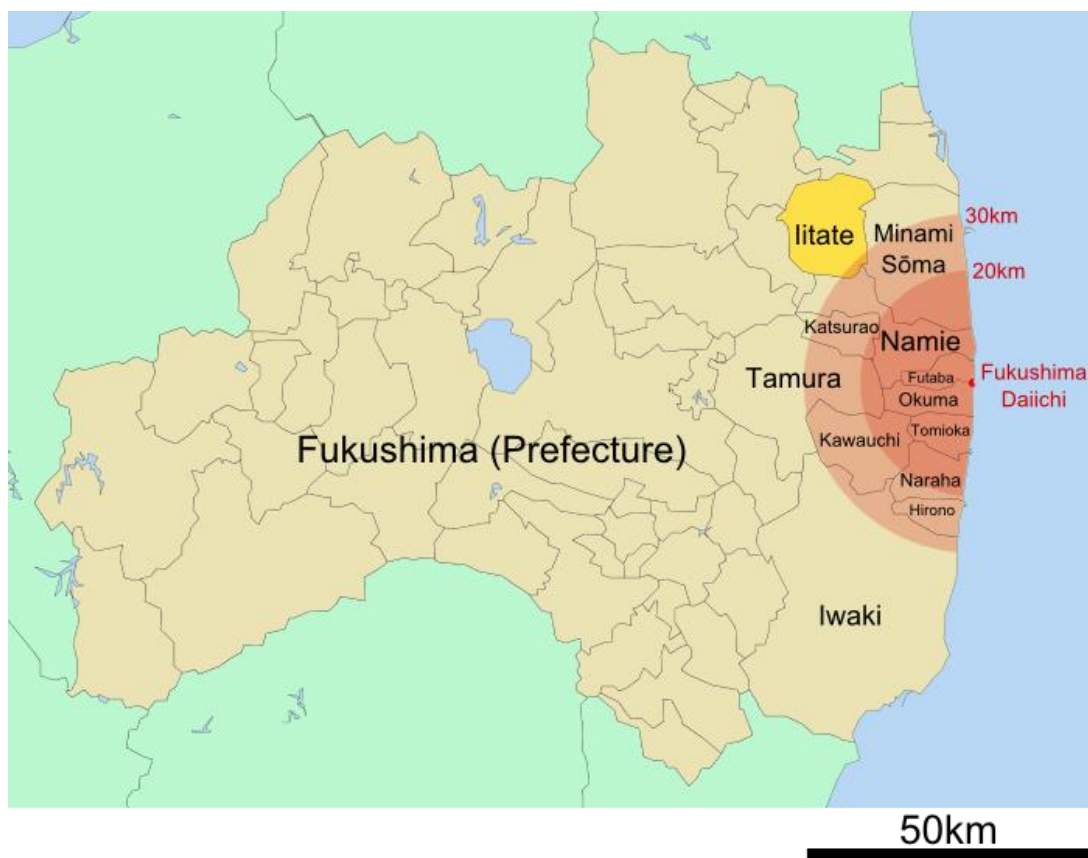 30km
Iitate
Minami
Sōma
20km
Katsurao
Namie
Tamura
Futaba
Fukushima
Daiichi
Okuma
Tomioka
Kawauchi
Fukushima (Prefecture)
Naraha
Hirono
Iwaki
50km